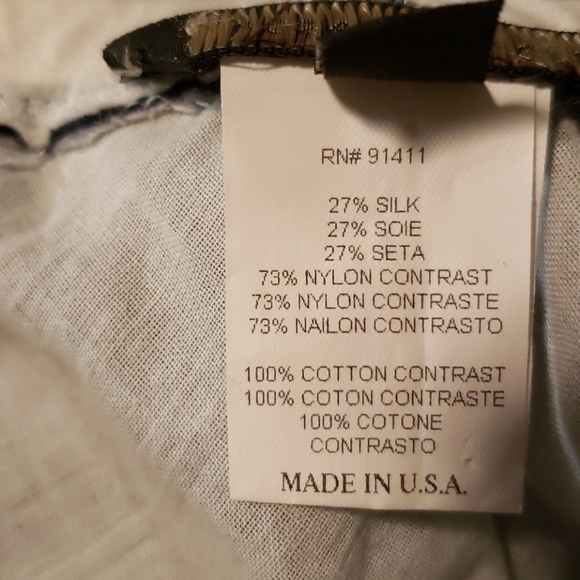 RN# 91411
27% SILK
27% SOIE
27% SETA
73% NYLON CONTRAST
73% NYLON CONTRASTE
73% NAILON CONTRASTO
100% COTTON CONTRAST
100% COTON CONTRASTE
100% COTONE
CONTRASTO
MADE IN U.S.A.